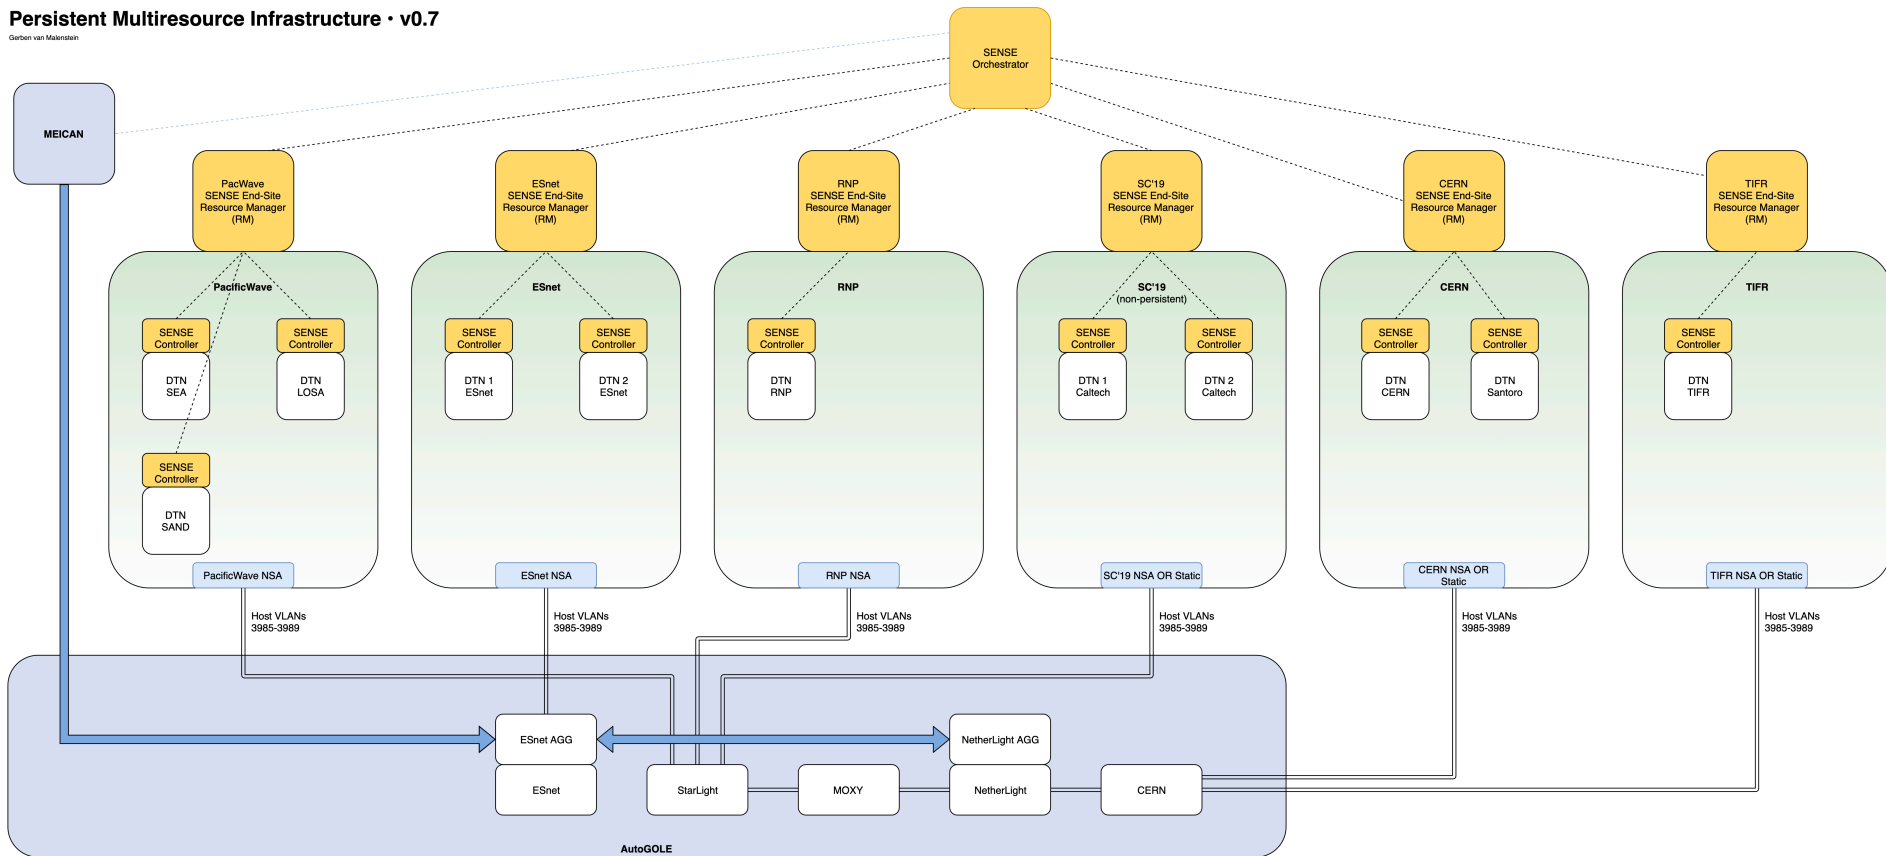 Persistent Multiresource Infrastructure • v0.7
Gerben van Malenstein
SENSE
Orchestrator
MEICAN
PacWave
SENSE End-Site
Resource Manager
(RM)
ESnet
SENSE End-Site
Resource Manager
(RM)
RNP
SENSE End-Site
Resource Manager
(RM)
SC'19
SENSE End-Site
Resource Manager
(RM)
CERN
SENSE End-Site
Resource Manager
(RM)
TIFR
SENSE End-Site
Resource Manager
(RM)
PacificWave
SENSE
Controller
DTN
SEA
SENSE
Controller
DTN
LOSA
SENSE
Controller
DTN
SAND
PacificWave NSA
ESnet
SENSE
Controller
DTN 1
ESnet
SENSE
Controller
DTN 2
ESnet
ESnet NSA
RNP
SENSE
Controller
DTN
RNP
RNP NSA
SC'19
(non-persistent)
SENSE
Controller
DTN 1
Caltech
SENSE
Controller
DTN 2
Caltech
SC'19 NSA OR Static
CERN
SENSE
Controller
DTN
CERN
SENSE
Controller
DTN
Santoro
CERN NSA OR
Static
TIFR
SENSE
Controller
DTN
TIFR
TIFR NSA OR Static
Host VLANs
3985-3989
Host VLANs
3985-3989
Host VLANs
3985-3989
Host VLANs
3985-3989
Host VLANs
3985-3989
Host VLANs
3985-3989
ESnet AGG
NetherLight AGG
ESnet
StarLight
MOXY
NetherLight
CERN
AutoGOLE